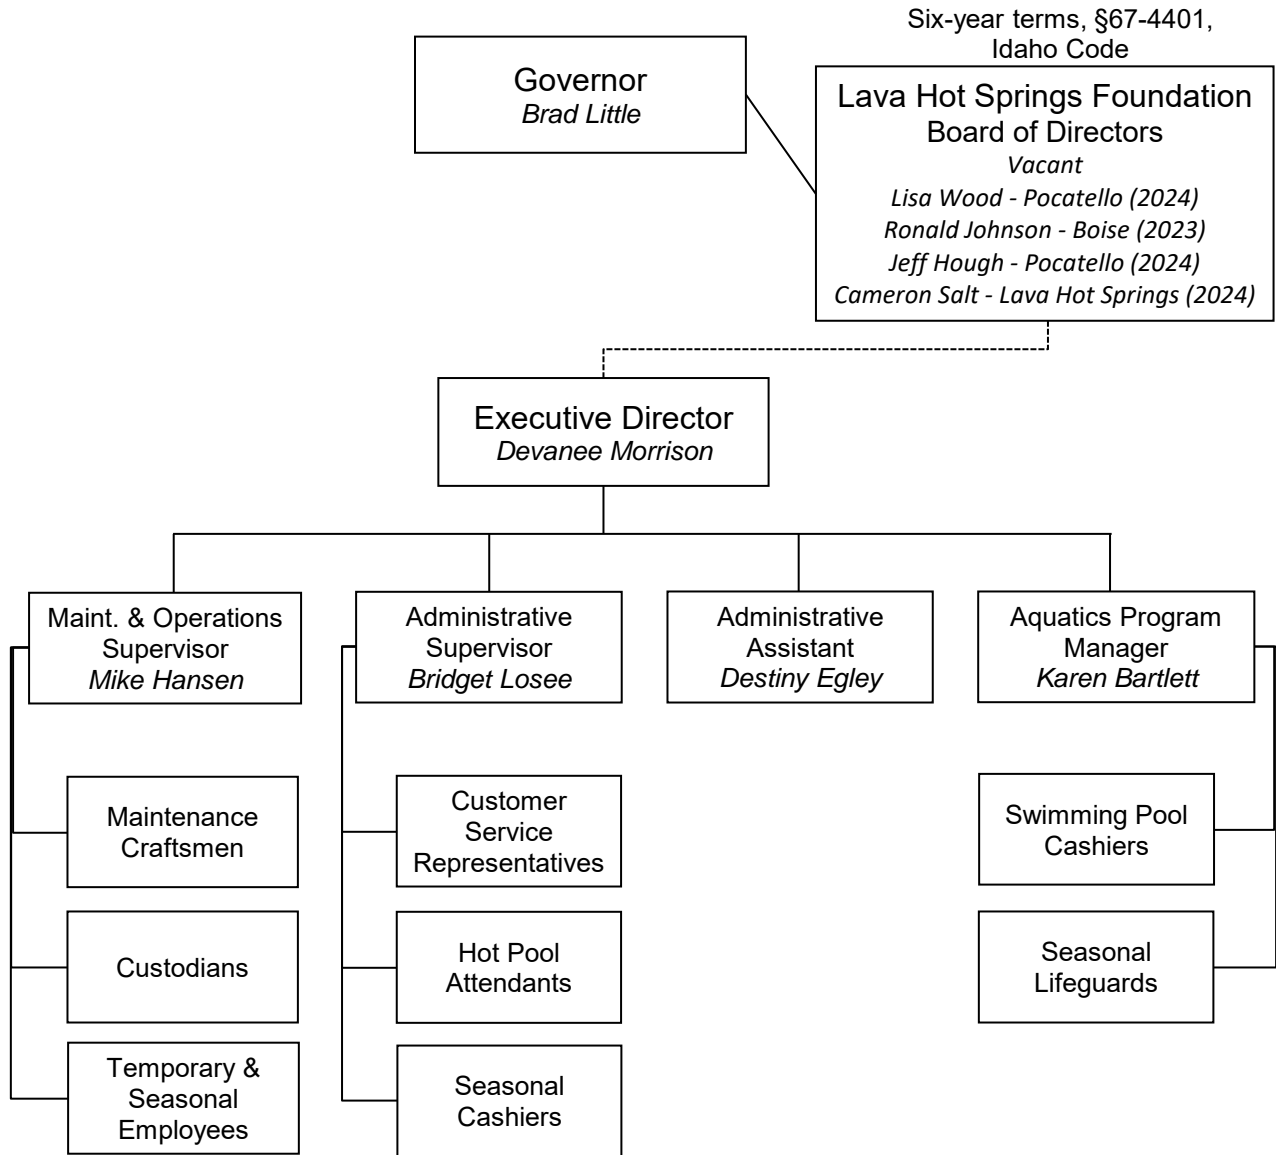 Six-year terms, §67-4401,
Idaho Code
Governor
Brad Little
Lava Hot Springs Foundation
Board of Directors
Vacant
Lisa Wood - Pocatello (2024)
Ronald Johnson - Boise (2023)
Jeff Hough - Pocatello (2024)
Cameron Salt - Lava Hot Springs (2024)
Executive Director
Devanee Morrison
Maint. & Operations
Supervisor
Mike Hansen
Administrative
Supervisor
Bridget Losee
Administrative
Assistant
Destiny Egley
Aquatics Program
Manager
Karen Bartlett
Maintenance
Craftsmen
Customer
Service
Representatives
Swimming Pool
Cashiers
Custodians
Hot Pool
Attendants
Seasonal
Lifeguards
Temporary &
Seasonal
Employees
Seasonal
Cashiers